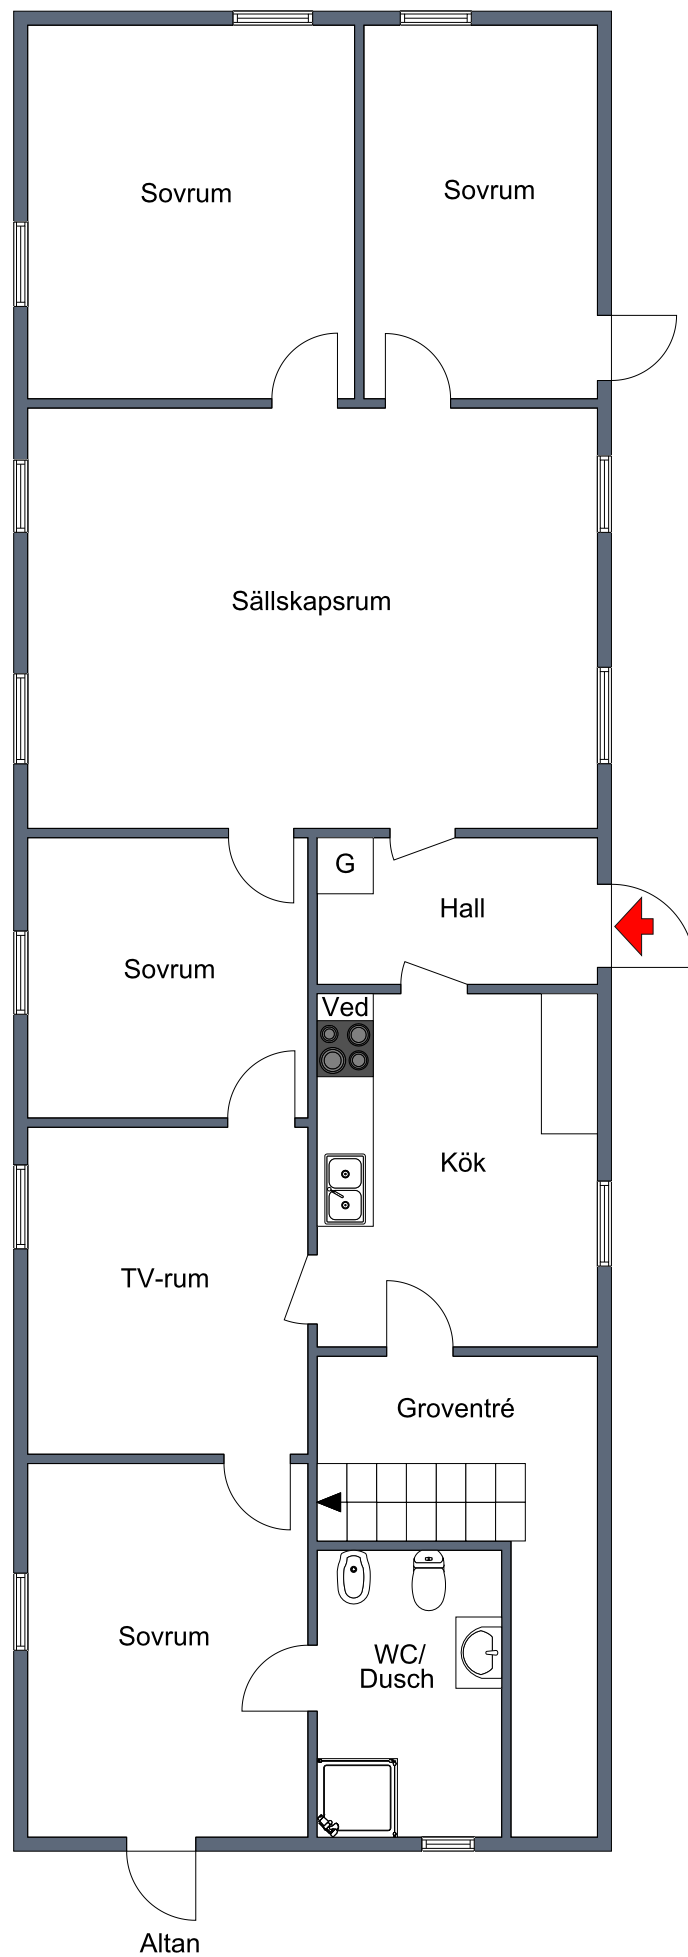 Sovrum
Sovrum
Sällskapsrum
G
Hall
Sovrum
Ved
Kök
TV-rum
Groventré
Sovrum
WC/
Dusch
Altan